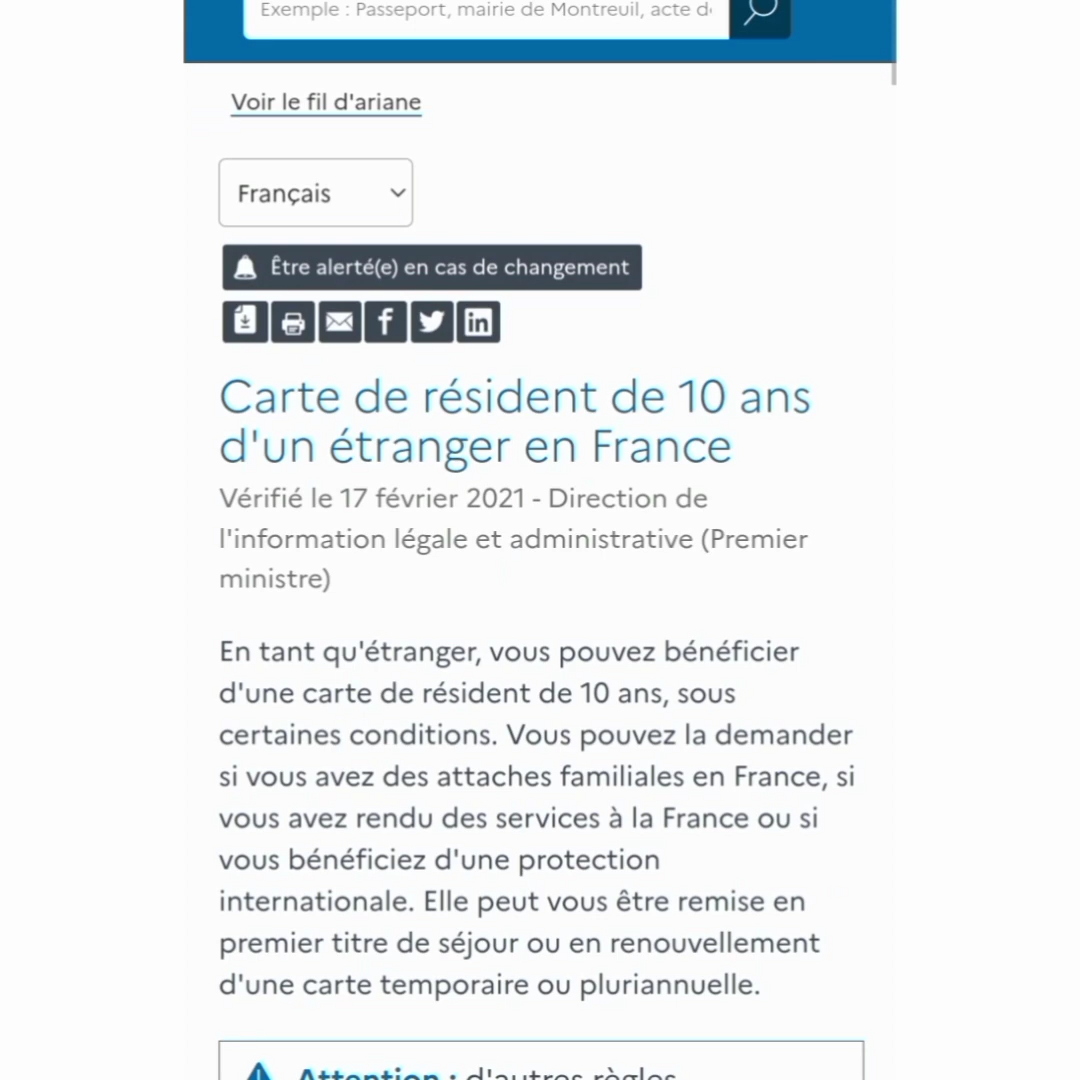 Exemple : Passeport, mairie de Montreuil, acte d
Voir le fil d'ariane
Français
Être alerté(e) en cas de changement
Carte de résident de 10 ans
d'un étranger en France
Vérifié le 17 février 2021 - Direction de
l'information légale et administrative (Premier
ministre)
En tant qu'étranger, vous pouvez bénéficier
d'une carte de résident de 10 ans, sous
certaines conditions. Vous pouvez la demander
si vous avez des attaches familiales en France, si
vous avez rendu des services à la France ou si
vous bénéficiez d'une protection
internationale. Elle peut vous être remise en
premier titre de séjour ou en renouvellement
d'une carte temporaire ou pluriannuelle.
Attention : d'autres règles